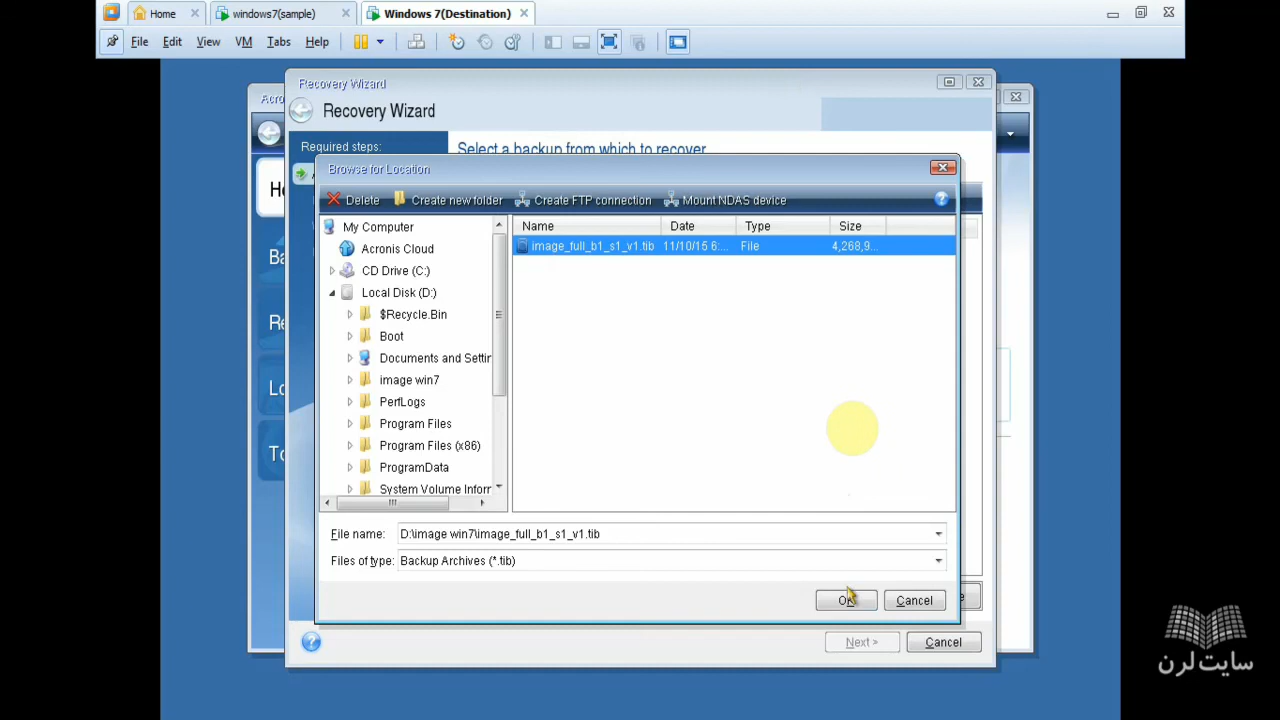 Home
windows7(sample)
Windows 7(Destination)
File Edit View VM Tabs Help
Recovery Wizard
Acro
Recovery Wizard
Required steps:
Select a backup from which to recover
Browse for Location
Delete Create new folder Create FTP connection Mount NDAS device
My Computer
Acronis Cloud
CD Drive (C:)
Local Disk (D:)
$Recycle.Bin
Boot
Documents and Settin
image win7
PerfLogs
Program Files
Program Files (x86)
ProgramData
System Volume Inforr
Name Date Type Size
image_full_b1_s1_v1.tib 11/10/15 6:... File 4,268,9...
File name: D:\image win7\image_full_b1_s1_v1.tib
Files of type: Backup Archives (*.tib)
OK Cancel
Next > Cancel
سایت لرن